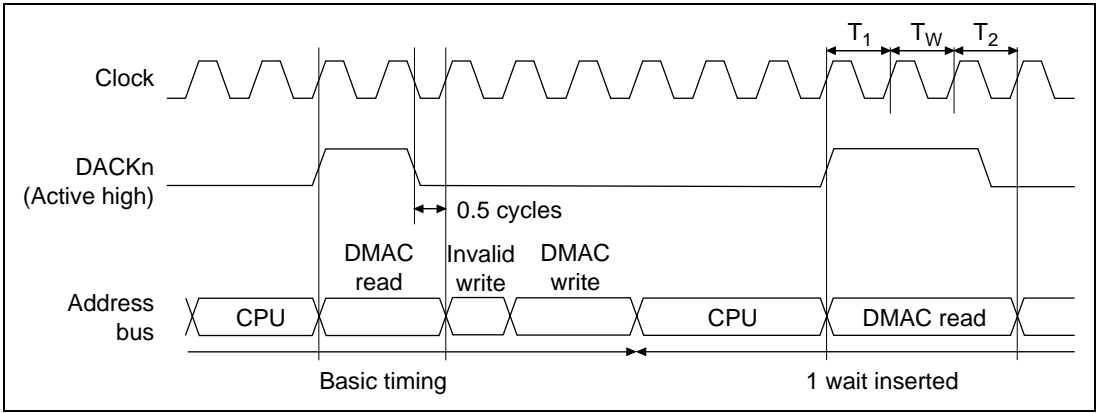 T1 TW T2
Clock
DACKn
(Active high)
0.5 cycles
DMAC read
Invalid write
DMAC write
Address bus
CPU
CPU
DMAC read
Basic timing
1 wait inserted